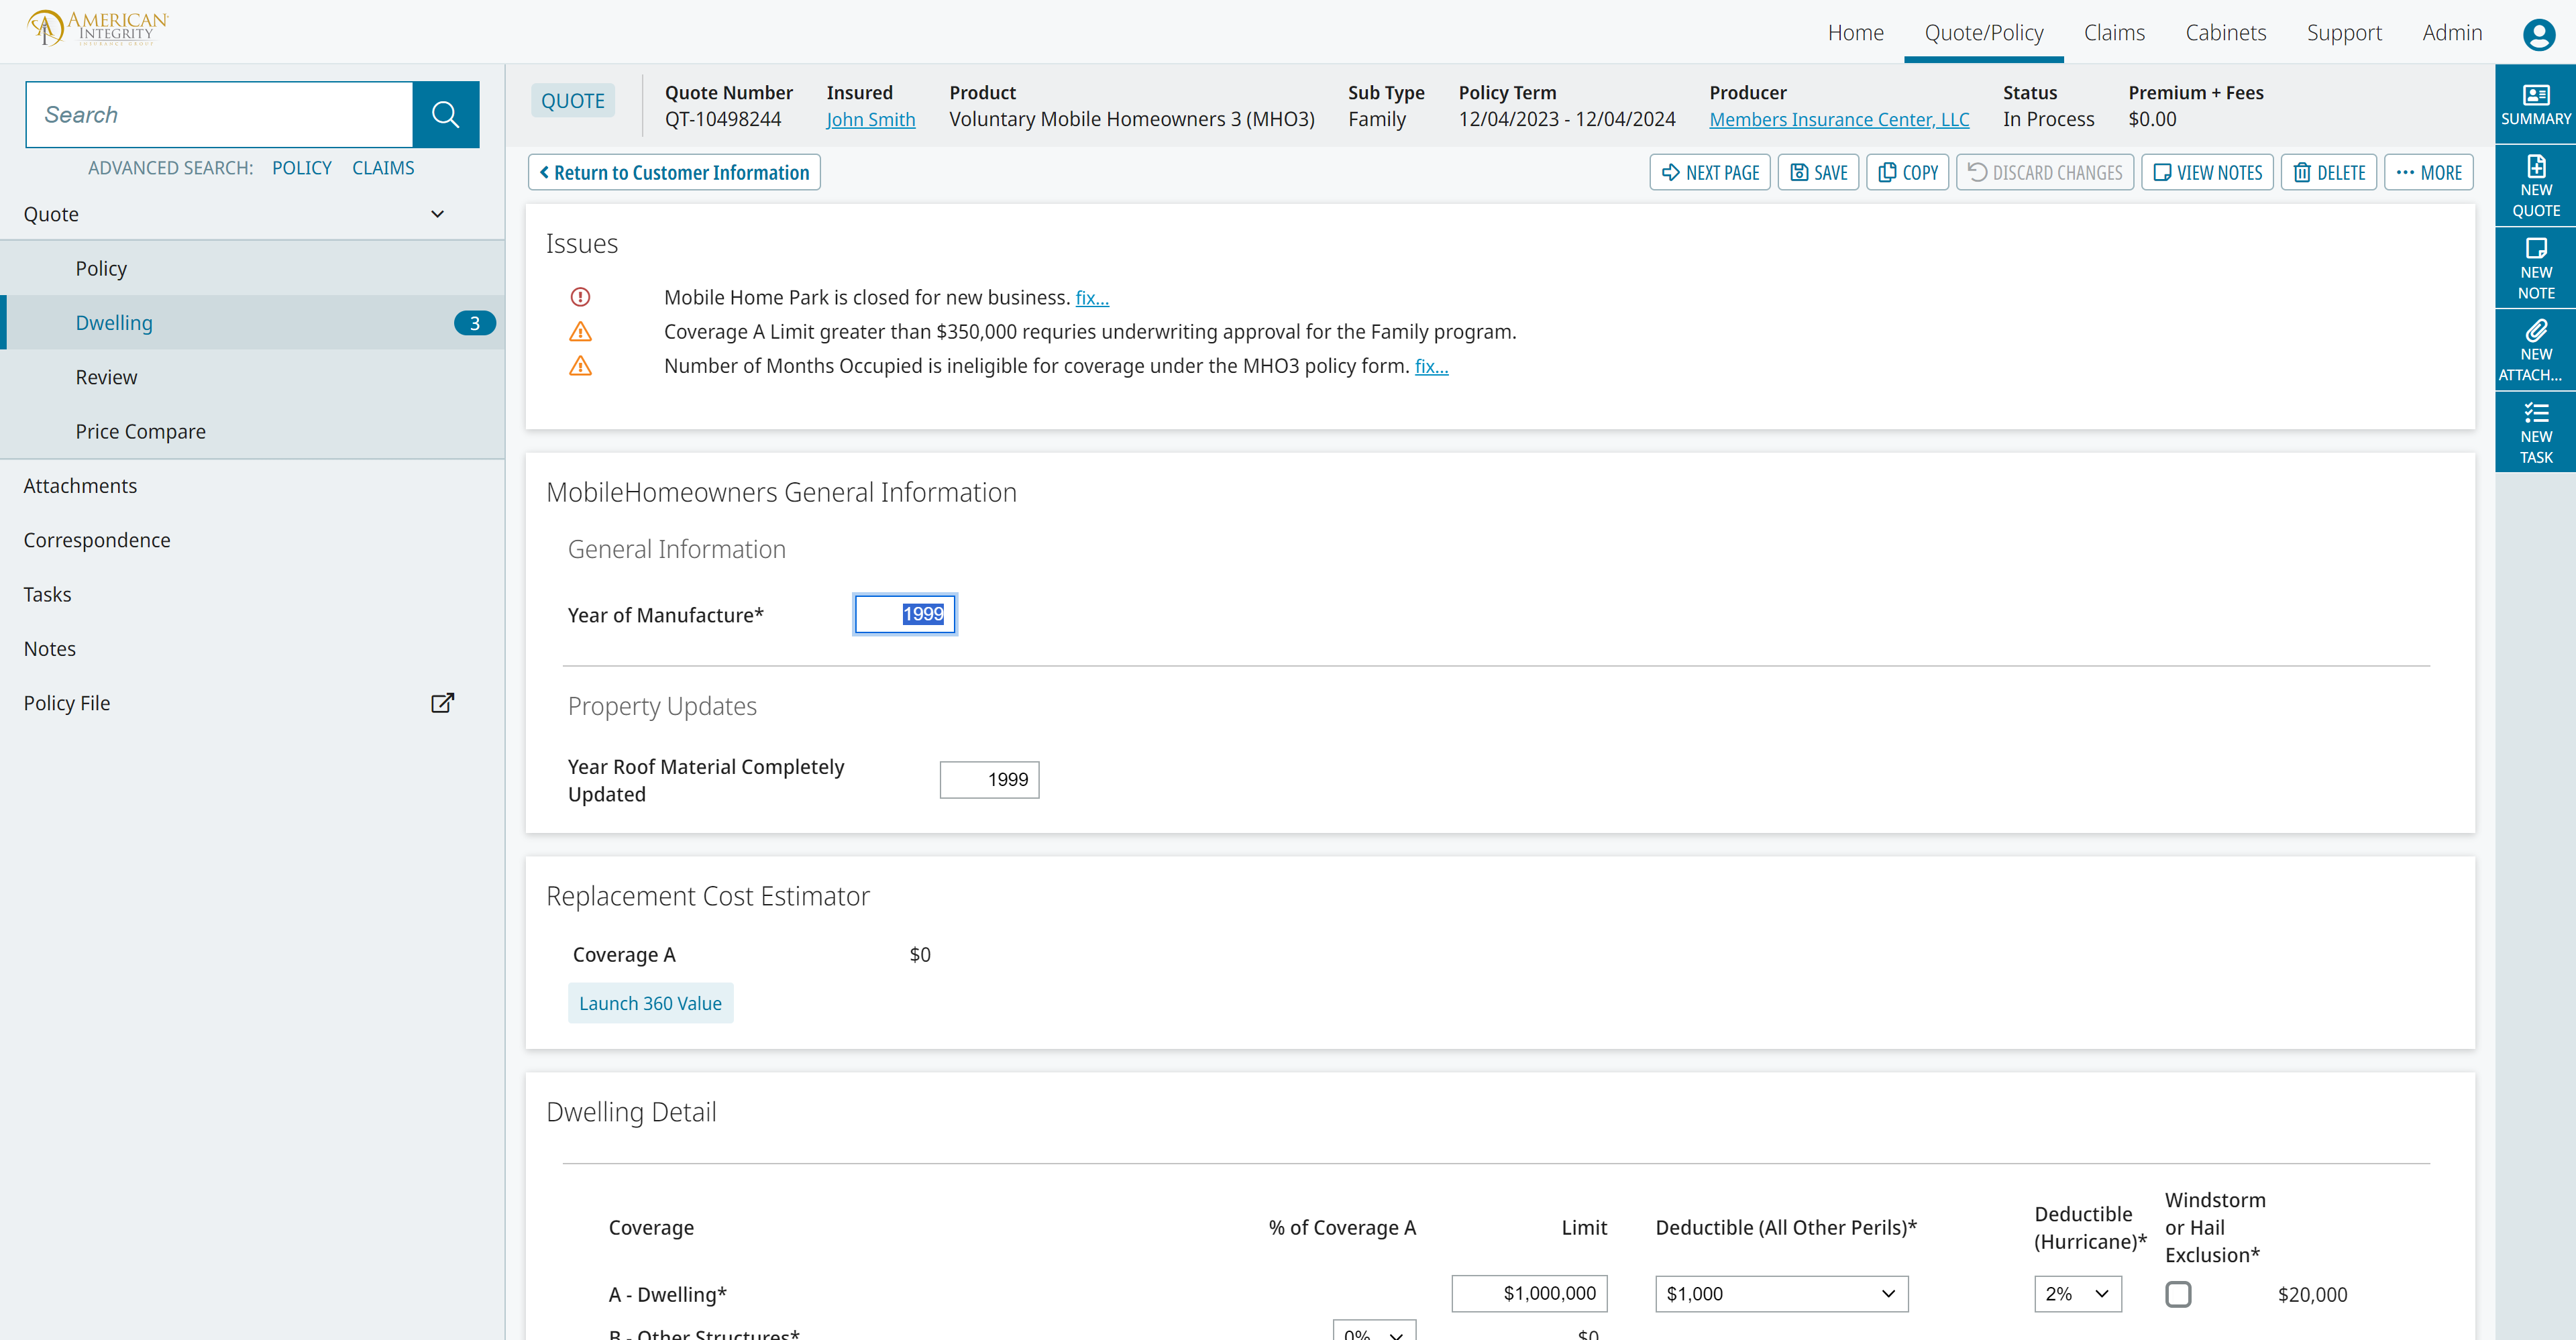 AMERICAN
INTEGRITY
INSURANCE GROUP
Home
Quote/Policy
Claims
Cabinets
Support
Admin
Search
ADVANCED SEARCH: POLICY CLAIMS
Quote
Policy
Dwelling 3
Review
Price Compare
Attachments
Correspondence
Tasks
Notes
Policy File
QUOTE
Quote Number
QT-10498244
Insured
John Smith
Product
Voluntary Mobile Homeowners 3 (MHO3)
Sub Type
Family
Policy Term
12/04/2023 - 12/04/2024
Producer
Members Insurance Center, LLC
Status
In Process
Premium + Fees
$0.00
Return to Customer Information
NEXT PAGE
SAVE
COPY
DISCARD CHANGES
VIEW NOTES
DELETE
MORE
Issues
Mobile Home Park is closed for new business. fix...
Coverage A Limit greater than $350,000 requries underwriting approval for the Family program.
Number of Months Occupied is ineligible for coverage under the MHO3 policy form. fix...
MobileHomeowners General Information
General Information
Year of Manufacture* 1999
Property Updates
Year Roof Material Completely
Updated
1999
Replacement Cost Estimator
Coverage A $0
Launch 360 Value
Dwelling Detail
Coverage
% of Coverage A
Limit
Deductible (All Other Perils)*
Deductible
(Hurricane)*
Windstorm
or Hail
Exclusion*
A - Dwelling* $1,000,000 $1,000 2% $20,000
B - Other Structures* 0% $0
SUMMARY
NEW
QUOTE
NEW
NOTE
NEW
ATTACH...
NEW
TASK